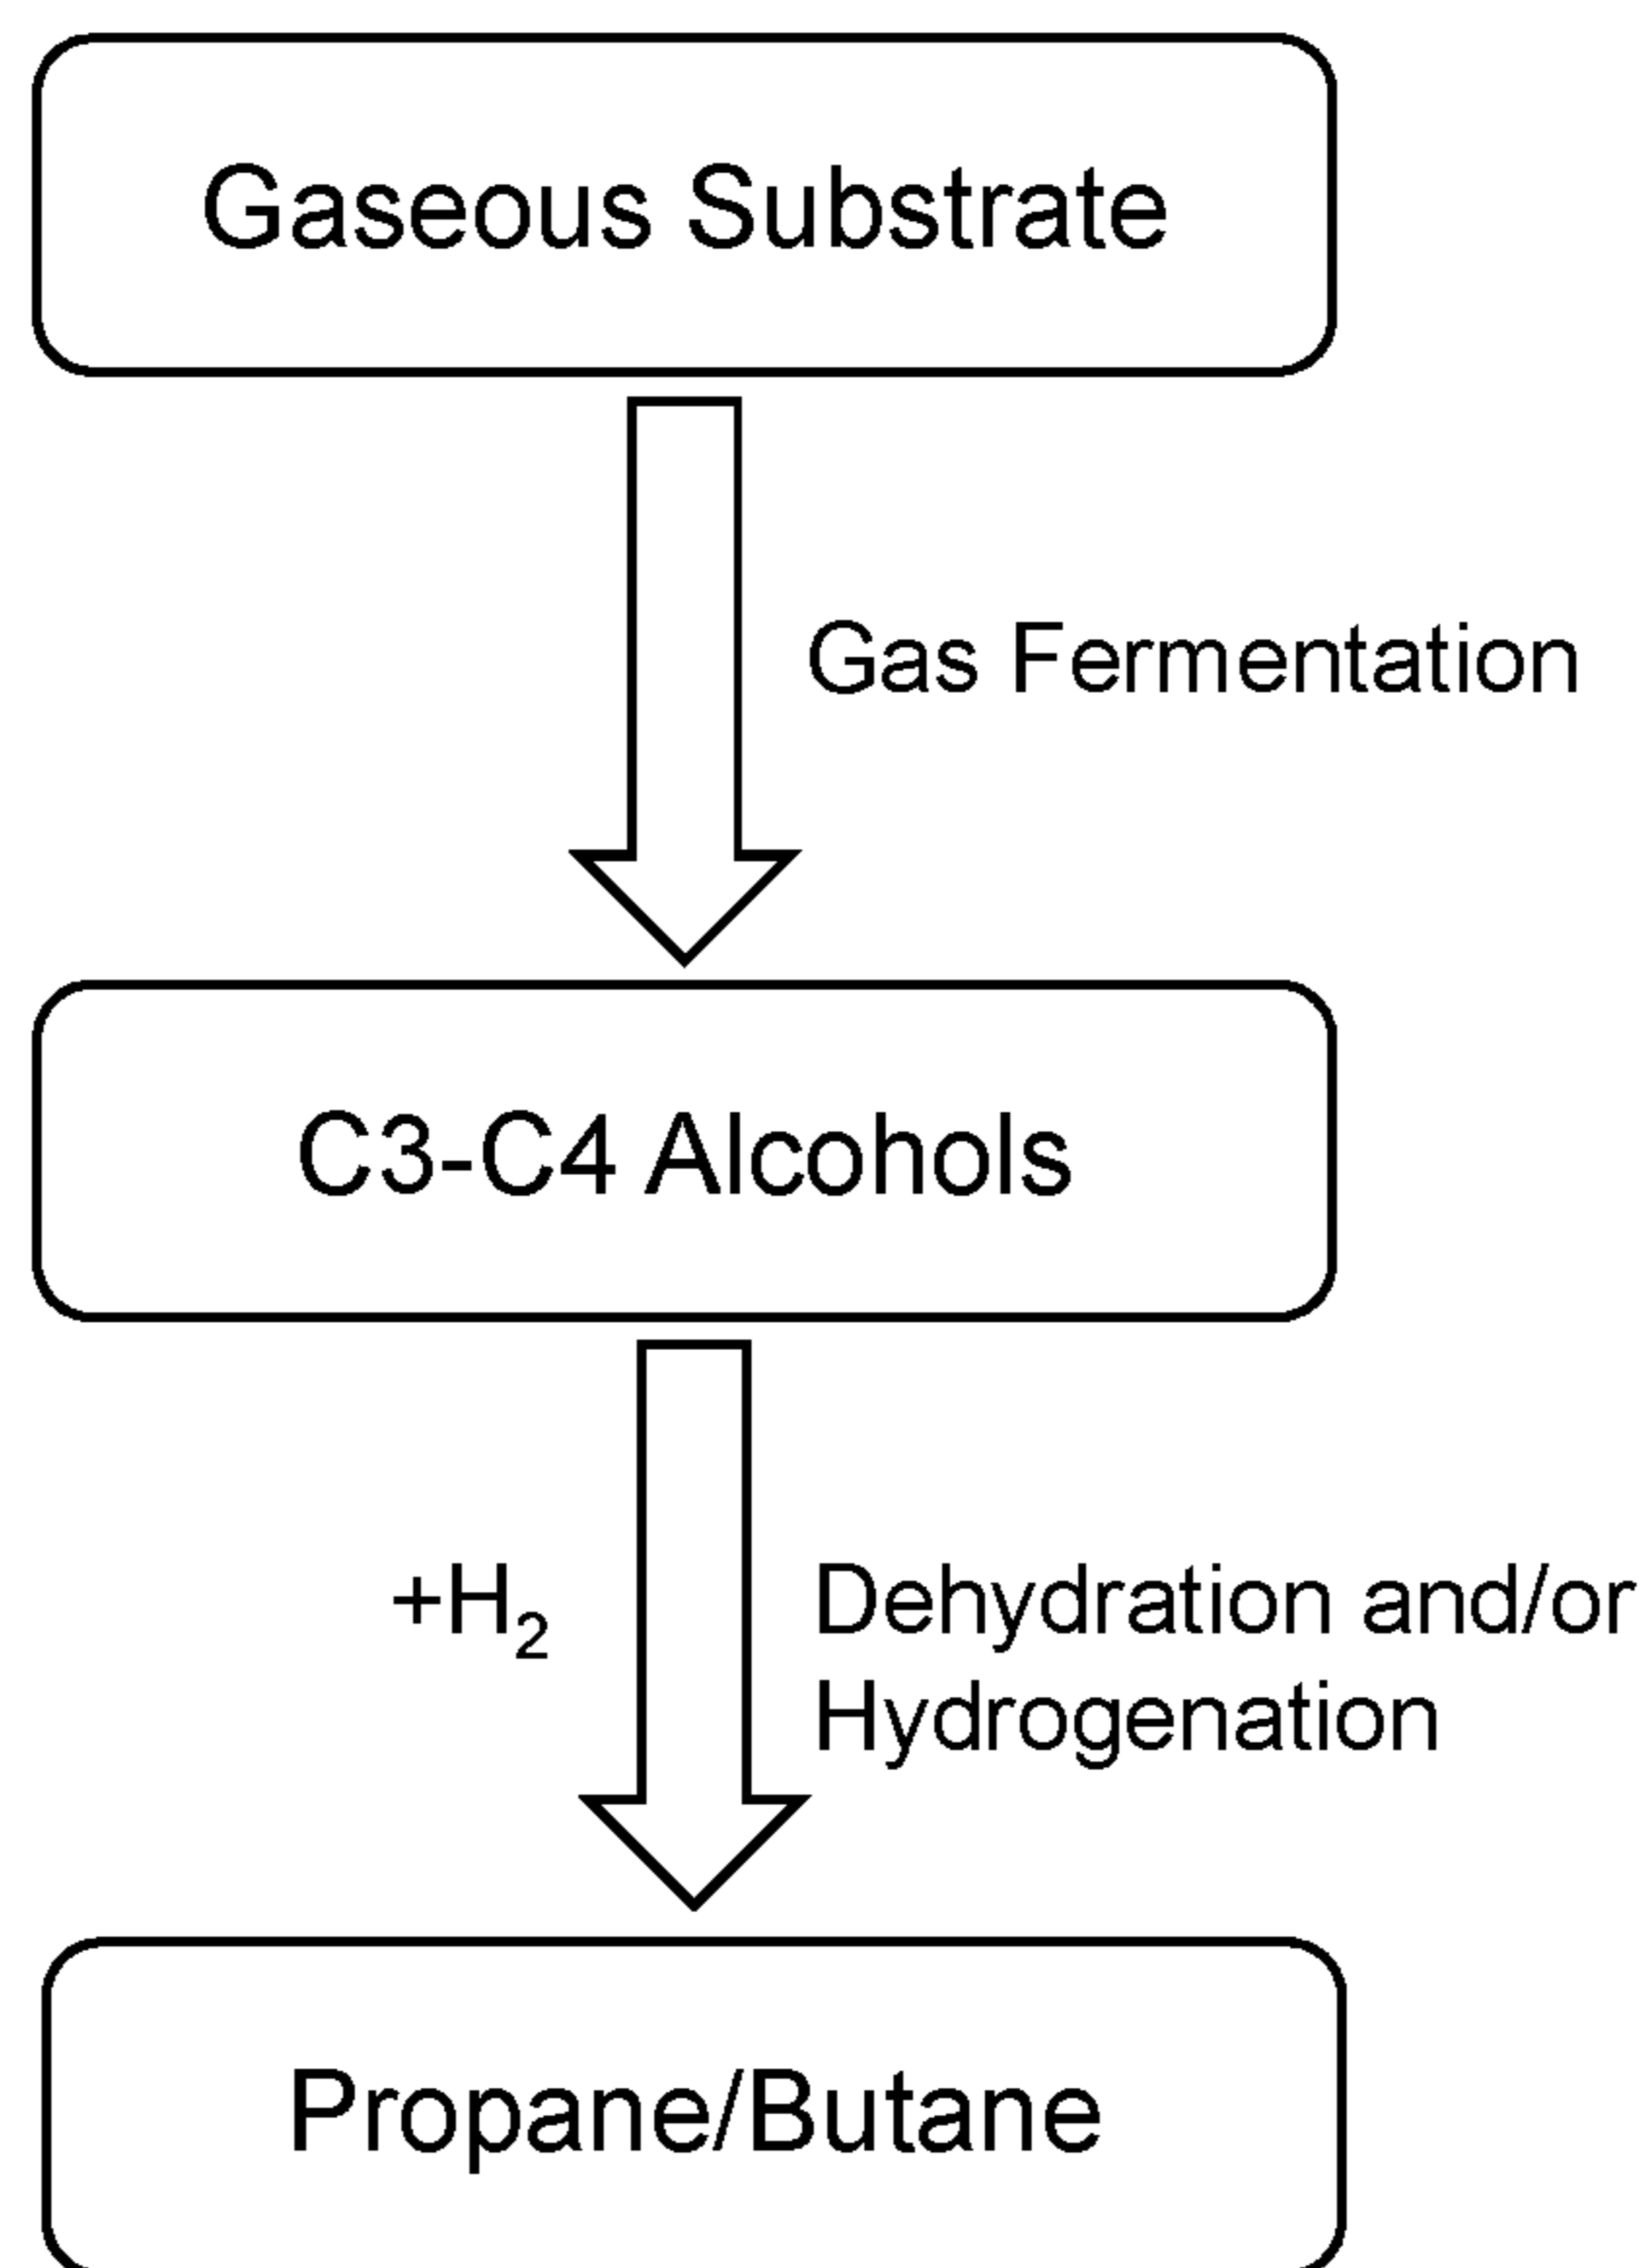 Gaseous Substrate
Gas Fermentation
C3-C4 Alcohols
+H₂
Dehydration and/or
Hydrogenation
Propane/Butane